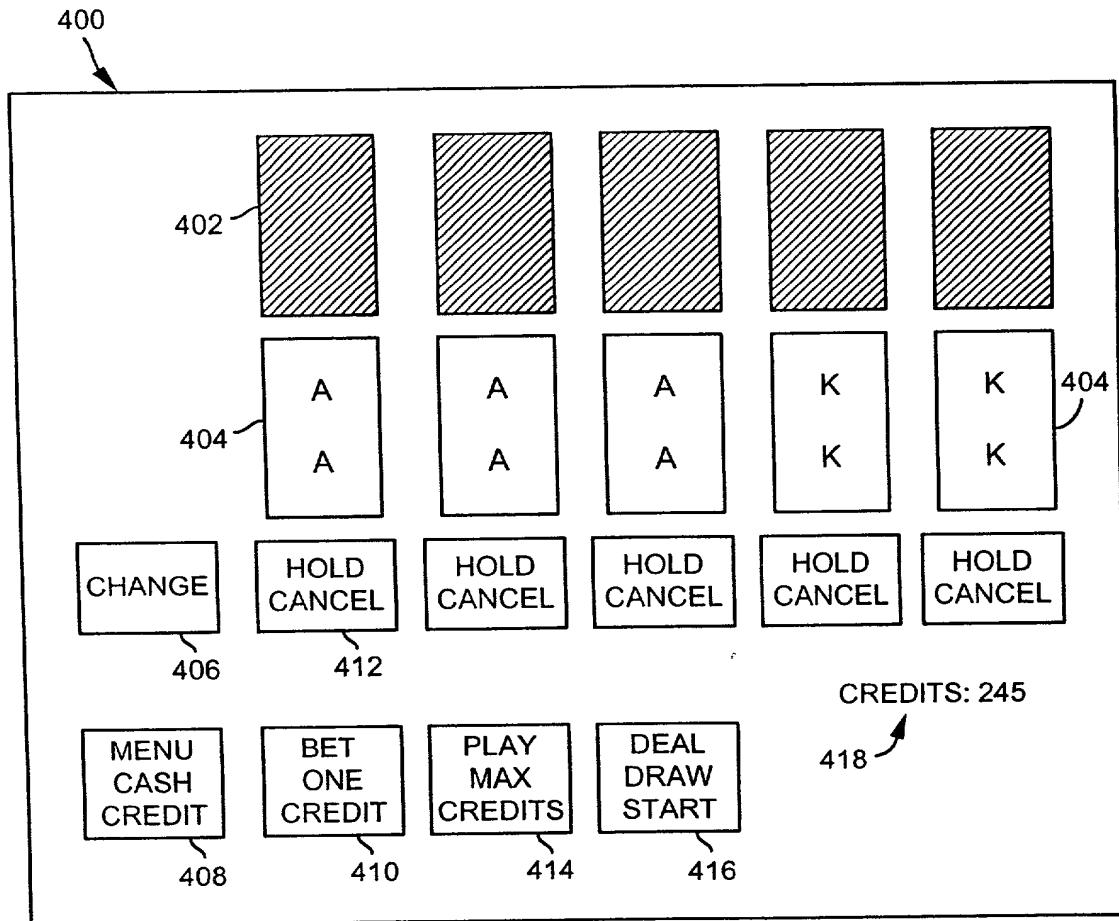 400
402
A A A K K
404
404
A A A K K
CHANGE
HOLD CANCEL
HOLD CANCEL
HOLD CANCEL
HOLD CANCEL
HOLD CANCEL
406
412
CREDITS: 245
418
MENU
CASH
CREDIT
BET
ONE
CREDIT
PLAY
MAX
CREDITS
DEAL
DRAW
START
408
410
414
416